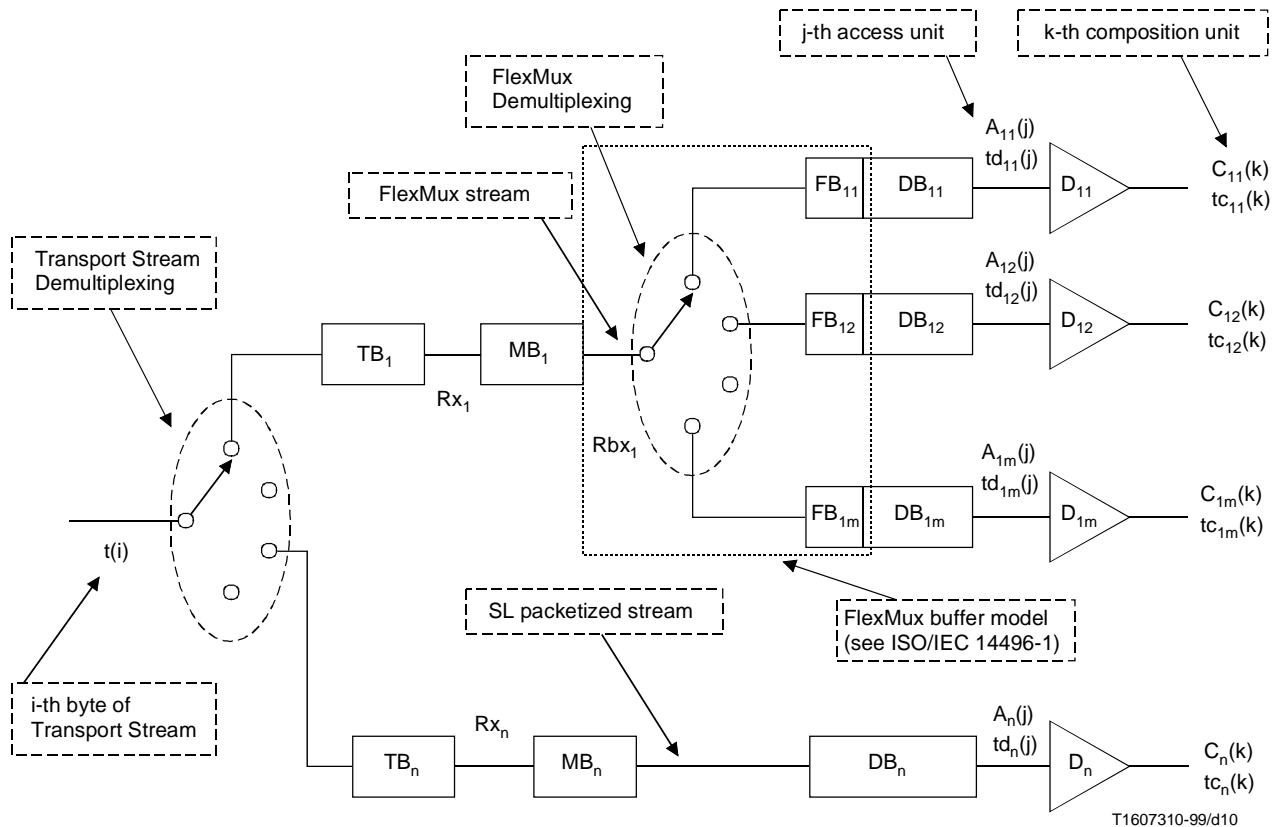 j-th access unit
k-th composition unit
FlexMux
Demultiplexing
FlexMux stream
Transport Stream
Demultiplexing
A11(j)
td11(j)
FB11
DB11
D11
C11(k)
tc11(k)
A12(j)
td12(j)
FB12
DB12
D12
C12(k)
tc12(k)
TB1
Rx1
MB1
Rbx1
A1m(j)
td1m(j)
FB1m
DB1m
D1m
C1m(k)
tc1m(k)
t(i)
SL packetized stream
FlexMux buffer model
(see ISO/IEC 14496-1)
i-th byte of
Transport Stream
TBn
Rxn
MBn
DBn
An(j)
tdn(j)
Dn
Cn(k)
tcn(k)
T1607310-99/d10